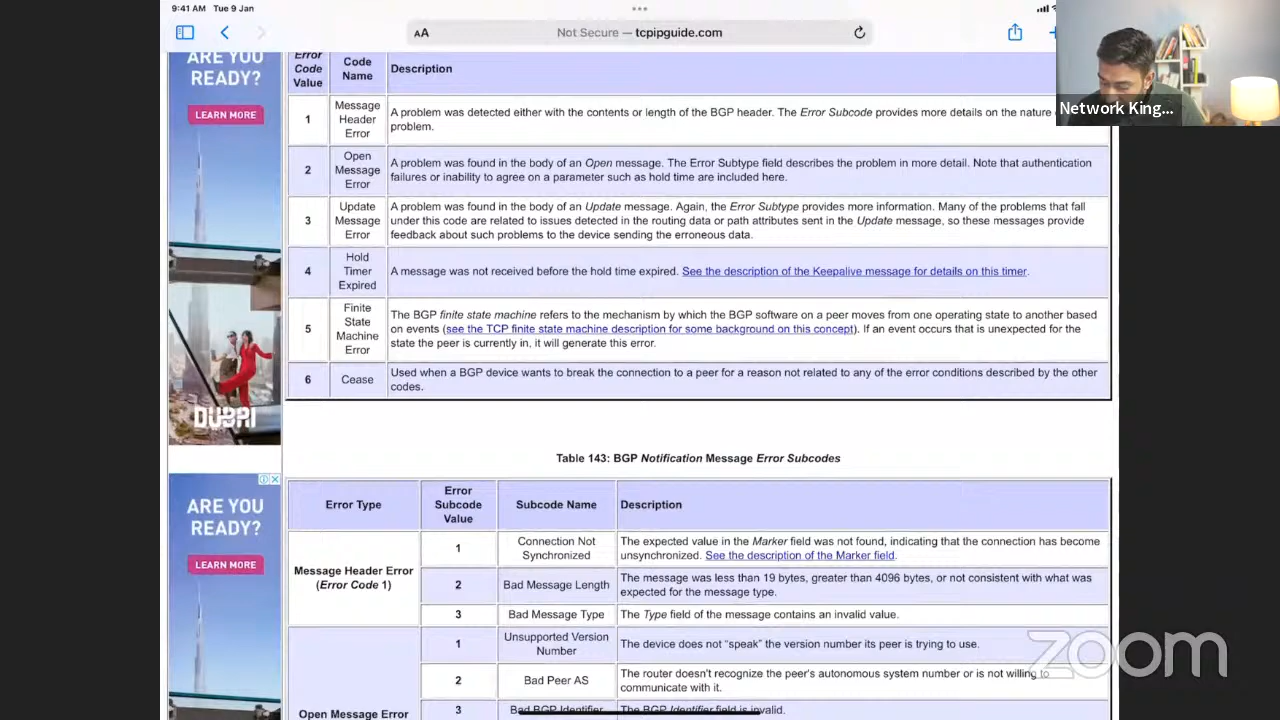 9:41 AM Tue 9 Jan
AA
Not Secure — tcpipguide.com
Network King...
ARE YOU
READY?
LEARN MORE
DUBAI
Error
Code
Value
Code
Name
Description
1
Message
Header
Error
A problem was detected either with the contents or length of the BGP header. The Error Subcode provides more details on the nature
problem.
2
Open
Message
Error
A problem was found in the body of an Open message. The Error Subtype field describes the problem in more detail. Note that authentication
failures or inability to agree on a parameter such as hold time are included here.
3
Update
Message
Error
A problem was found in the body of an Update message. Again, the Error Subtype provides more information. Many of the problems that fall
under this code are related to issues detected in the routing data or path attributes sent in the Update message, so these messages provide
feedback about such problems to the device sending the erroneous data.
4
Hold
Timer
Expired
A message was not received before the hold time expired. See the description of the Keepalive message for details on this timer.
5
Finite
State
Machine
Error
The BGP finite state machine refers to the mechanism by which the BGP software on a peer moves from one operating state to another based
on events (see the TCP finite state machine description for some background on this concept). If an event occurs that is unexpected for the
state the peer is currently in, it will generate this error.
6
Cease
Used when a BGP device wants to break the connection to a peer for a reason not related to any of the error conditions described by the other
codes.
Table 143: BGP Notification Message Error Subcodes
ARE YOU
READY?
LEARN MORE
Error Type
Error
Subcode
Value
Subcode Name
Description
Message Header Error
(Error Code 1)
1
Connection Not
Synchronized
The expected value in the Marker field was not found, indicating that the connection has become
unsynchronized. See the description of the Marker field.
2
Bad Message Length
The message was less than 19 bytes, greater than 4096 bytes, or not consistent with what was
expected for the message type.
3
Bad Message Type
The Type field of the message contains an invalid value.
Open Message Error
1
Unsupported Version
Number
The device does not “speak” the version number its peer is trying to use.
2
Bad Peer AS
The router doesn't recognize the peer's autonomous system number or is not willing to
communicate with it.
3
Bad BGP Identifier
The BGP Identifier field is invalid.
zoom